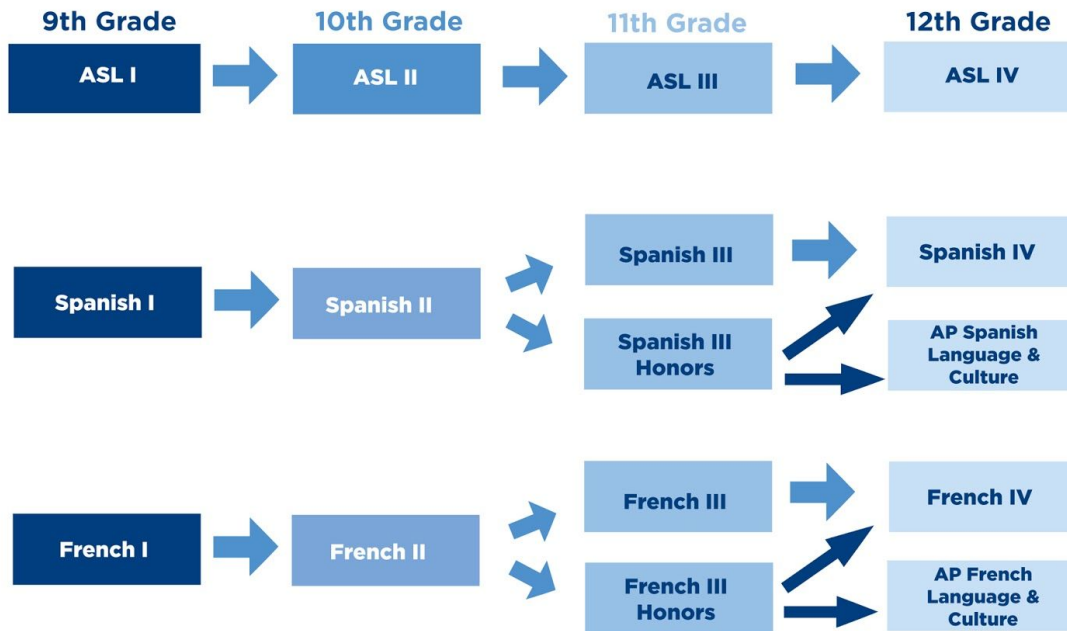 9th Grade
10th Grade
11th Grade
12th Grade
ASL I
ASL II
ASL III
ASL IV
Spanish I
Spanish II
Spanish III
Spanish IV
Spanish III
Honors
AP Spanish
Language &
Culture
French I
French II
French III
French IV
French III
Honors
AP French
Language &
Culture